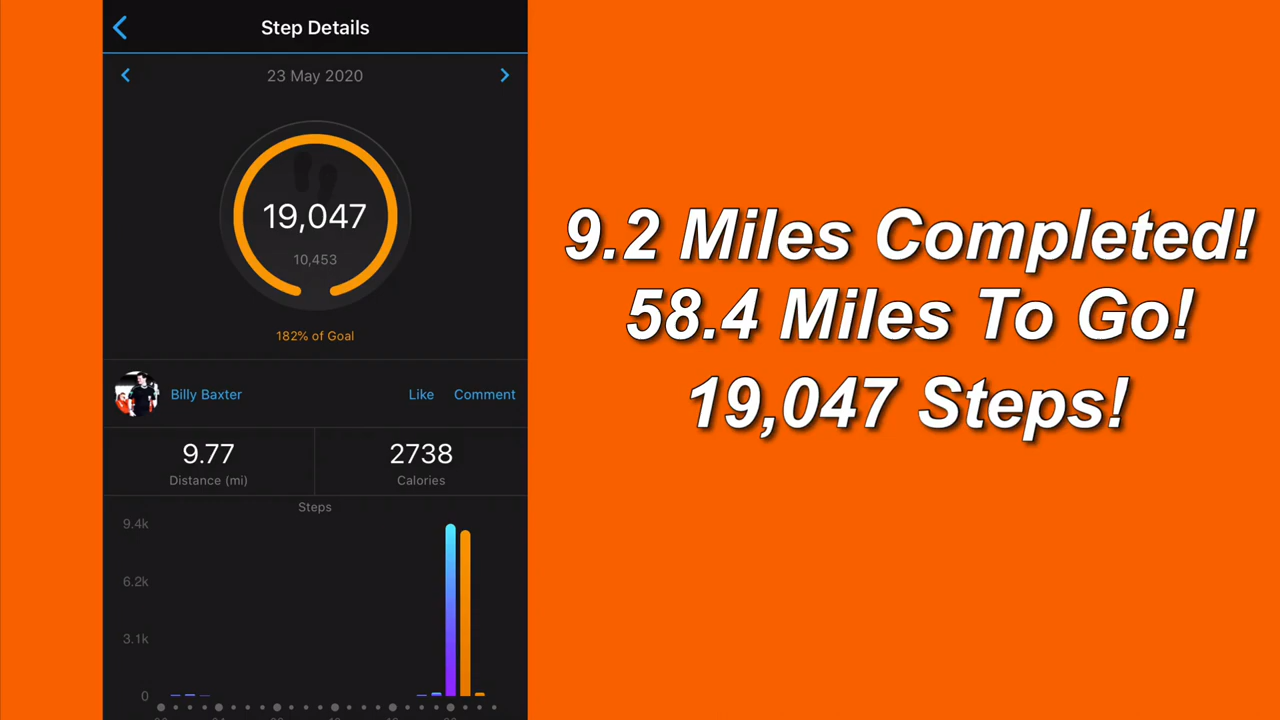 Step Details
23 May 2020
19,047
10,453
182% of Goal
Billy Baxter
Like
Comment
9.77
Distance (mi)
2738
Calories
Steps
9.4k
6.2k
3.1k
0
9.2 Miles Completed!
58.4 Miles To Go!
19,047 Steps!